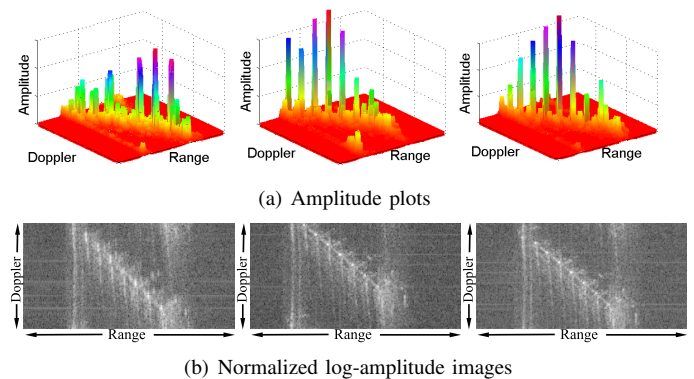 Amplitude
Doppler
Range
Amplitude
Doppler
Range
Amplitude
Doppler
Range
(a) Amplitude plots
Doppler
Range
Doppler
Range
Doppler
Range
(b) Normalized log-amplitude images